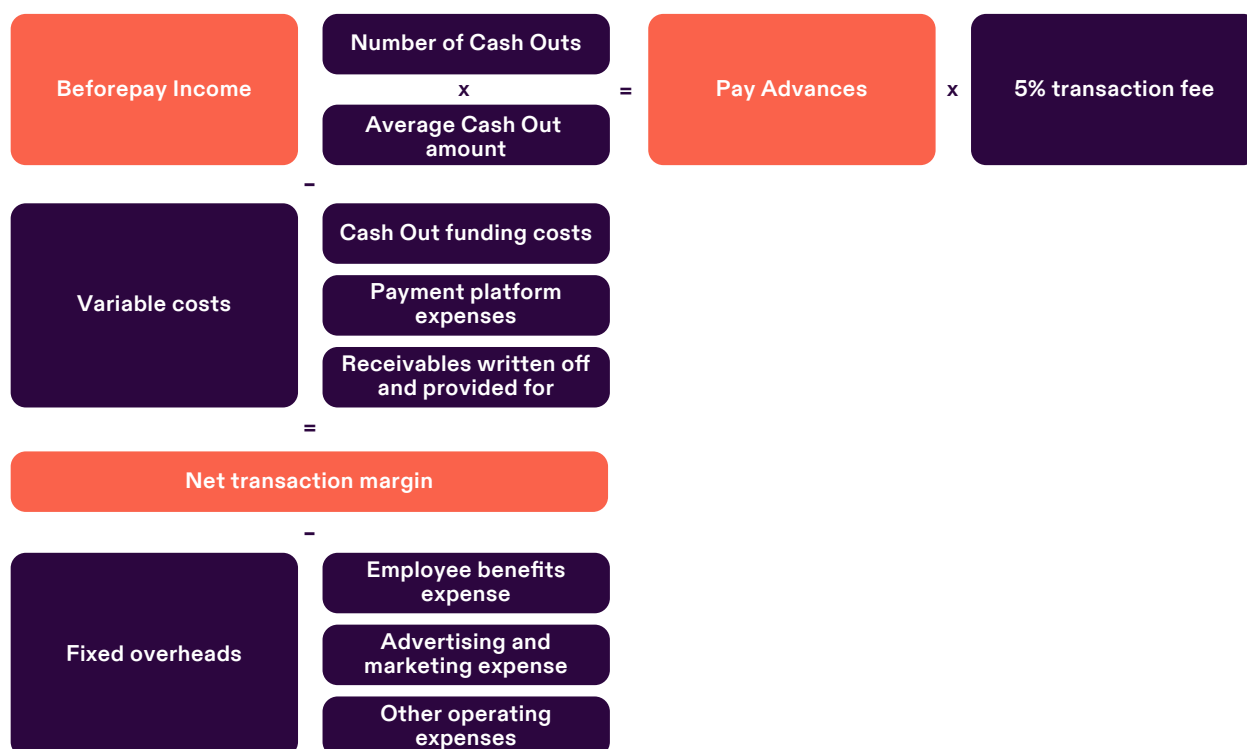 Beforepay Income
Number of Cash Outs
x
Average Cash Out
amount
=
Pay Advances
x
5% transaction fee
–
Variable costs
Cash Out funding costs
Payment platform
expenses
Receivables written off
and provided for
=
Net transaction margin
–
Fixed overheads
Employee benefits
expense
Advertising and
marketing expense
Other operating
expenses